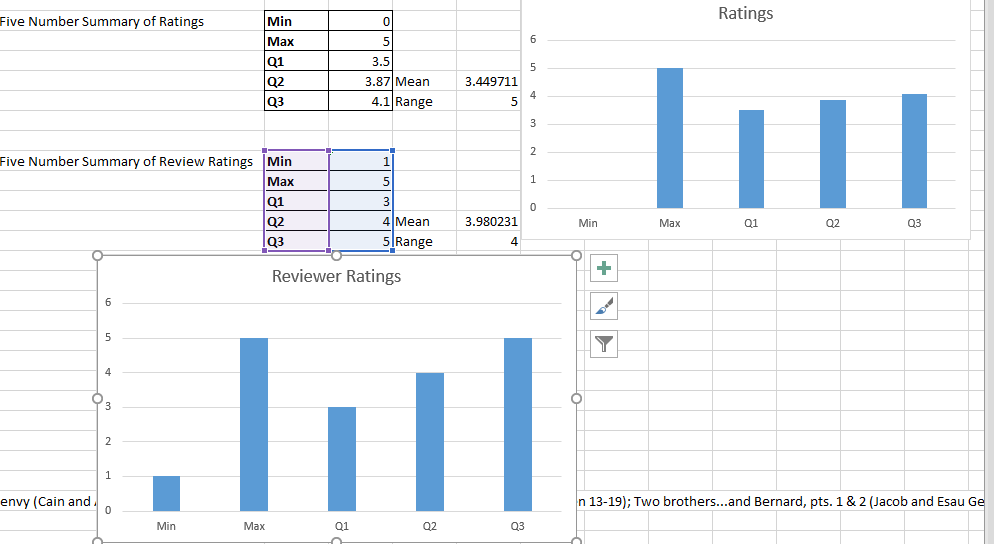 Five Number Summary of Ratings Min 0
Max 5
Q1 3.5
Q2 3.87 Mean 3.449711
Q3 4.1 Range 5
Ratings
6
5
4
3
2
1
0
Min Max Q1 Q2 Q3
Five Number Summary of Review Ratings Min 1
Max 5
Q1 3
Q2 4 Mean 3.980231
Q3 5 Range 4
Reviewer Ratings
6
5
4
3
2
1
0
Min Max Q1 Q2 Q3
envy (Cain and 13-19); Two brothers...and Bernard, pts. 1 & 2 (Jacob and Esau Ge